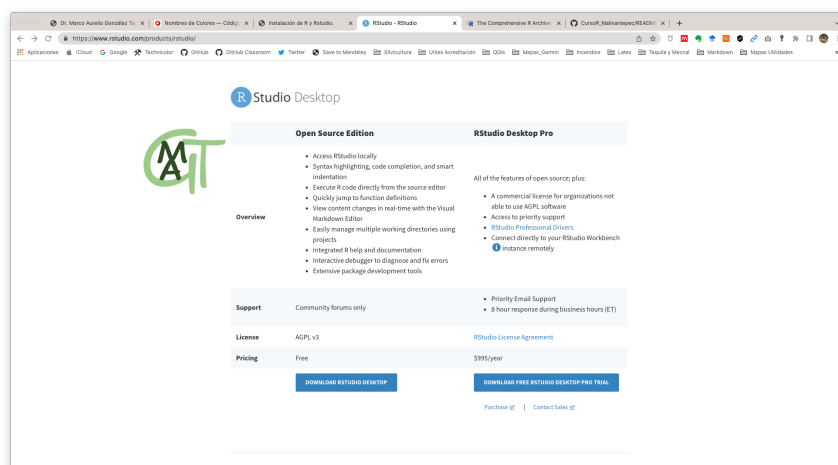 Dr. Marco Aurelio González Ta
Nombres de Colores — Códig
Instalación de R y Rstudio.
RStudio - RStudio
The Comprehensive R Archive
CursoR_Malinantepec/README
https://www.rstudio.com/products/rstudio/
Aplicaciones iCloud Google Technicolor GitHub GitHub Classroom Twitter Save to Mendeley Silvicultura Utiles Acreditación QGis Mapas_Garmin Incendios Latex Tequila y Mezcal Markdown Mapas Utilidades
R Studio Desktop
Open Source Edition RStudio Desktop Pro
Overview
Access RStudio locally
Syntax highlighting, code completion, and smart
indentation
Execute R code directly from the source editor
Quickly jump to function definitions
View content changes in real-time with the Visual
Markdown Editor
Easily manage multiple working directories using
projects
Integrated R help and documentation
Interactive debugger to diagnose and fix errors
Extensive package development tools
All of the features of open source; plus:
A commercial license for organizations not
able to use AGPL software
Access to priority support
RStudio Professional Drivers
Connect directly to your RStudio Workbench
instance remotely
Support
Community forums only
Priority Email Support
8 hour response during business hours (ET)
License AGPL v3 RStudio License Agreement
Pricing Free $995/year
DOWNLOAD RSTUDIO DESKTOP DOWNLOAD FREE RSTUDIO DESKTOP PRO TRIAL
Purchase | Contact Sales